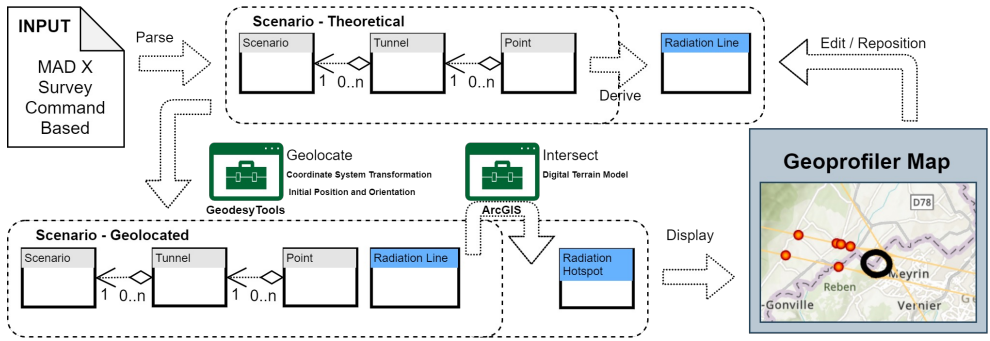 INPUT
MAD X
Survey
Command
Based
Parse
Scenario - Theoretical
Scenario
Tunnel
Point
1
0..n
1
0..n
Derive
Radiation Line
Edit / Reposition
Geolocate
Coordinate System Transformation
Initial Position and Orientation
GeodesyTools
Intersect
Digital Terrain Model
ArcGIS
Scenario - Geolocated
Scenario
Tunnel
Point
Radiation Line
1
0..n
1
0..n
Radiation
Hotspot
Display
Geoprofiler Map
D78
Meyrin
Reben
-Gonville
Vernier
Ge